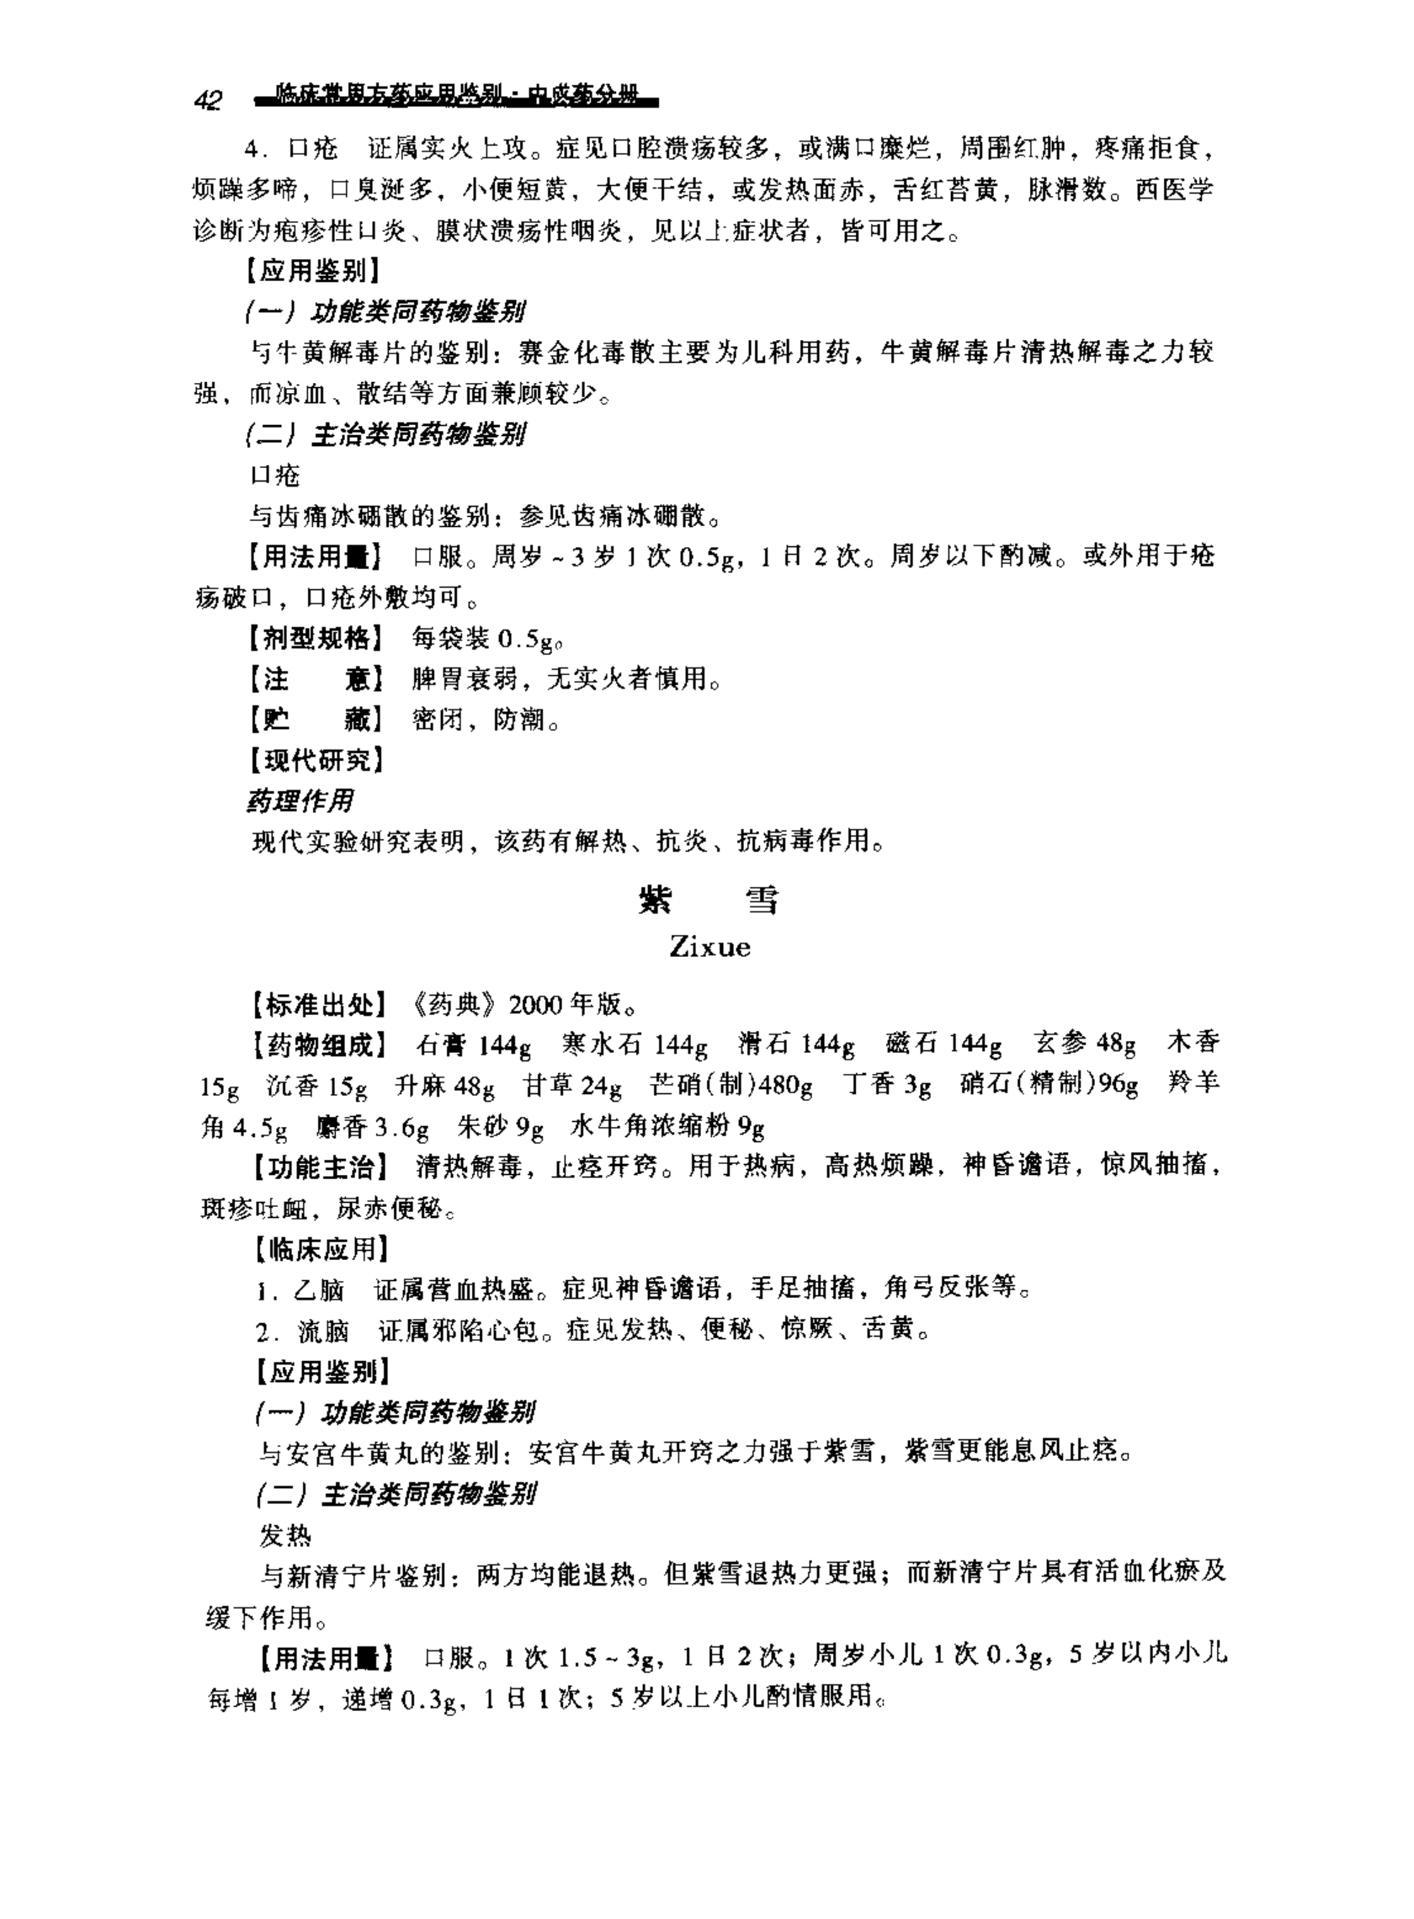 42 临床常用方药应用鉴别·中成药分册
4. 口疮 证属实火上攻。症见口腔溃疡较多，或满口糜烂，周围红肿，疼痛拒食，
烦躁多啼，口臭涎多，小便短黄，大便干结，或发热面赤，舌红苔黄，脉滑数。西医学
诊断为疱疹性口炎、膜状溃疡性咽炎，见以上症状者，皆可用之。
【应用鉴别】
(一) 功能类同药物鉴别
与牛黄解毒片的鉴别：赛金化毒散主要为儿科用药，牛黄解毒片清热解毒之力较
强，而凉血、散结等方面兼顾较少。
(二) 主治类同药物鉴别
口疮
与齿痛冰硼散的鉴别：参见齿痛冰硼散。
【用法用量】 口服。周岁~3岁1次0.5g，1日2次。周岁以下酌减。或外用于疮
疡破口，口疮外敷均可。
【剂型规格】 每袋装0.5g。
【注 意】 脾胃衰弱，无实火者慎用。
【贮 藏】 密闭，防潮。
【现代研究】
药理作用
现代实验研究表明，该药有解热、抗炎、抗病毒作用。
紫 雪
Zixue
【标准出处】《药典》2000年版。
【药物组成】 石膏144g 寒水石144g 滑石144g 磁石144g 玄参48g 木香
15g 沉香15g 升麻48g 甘草24g 芒硝(制)480g 丁香3g 硝石(精制)96g 羚羊
角4.5g 麝香3.6g 朱砂9g 水牛角浓缩粉9g
【功能主治】 清热解毒，止痉开窍。用于热病，高热烦躁，神昏谵语，惊风抽搐，
斑疹吐衄，尿赤便秘。
【临床应用】
1. 乙脑 证属营血热盛。症见神昏谵语，手足抽搐，角弓反张等。
2. 流脑 证属邪陷心包。症见发热、便秘、惊厥、舌黄。
【应用鉴别】
(一) 功能类同药物鉴别
与安宫牛黄丸的鉴别：安宫牛黄丸开窍之力强于紫雪，紫雪更能息风止痉。
(二) 主治类同药物鉴别
发热
与新清宁片鉴别：两方均能退热。但紫雪退热力更强；而新清宁片具有活血化瘀及
缓下作用。
【用法用量】 口服。1次1.5~3g，1日2次；周岁小儿1次0.3g，5岁以内小儿
每增1岁，递增0.3g，1日1次；5岁以上小儿酌情服用。